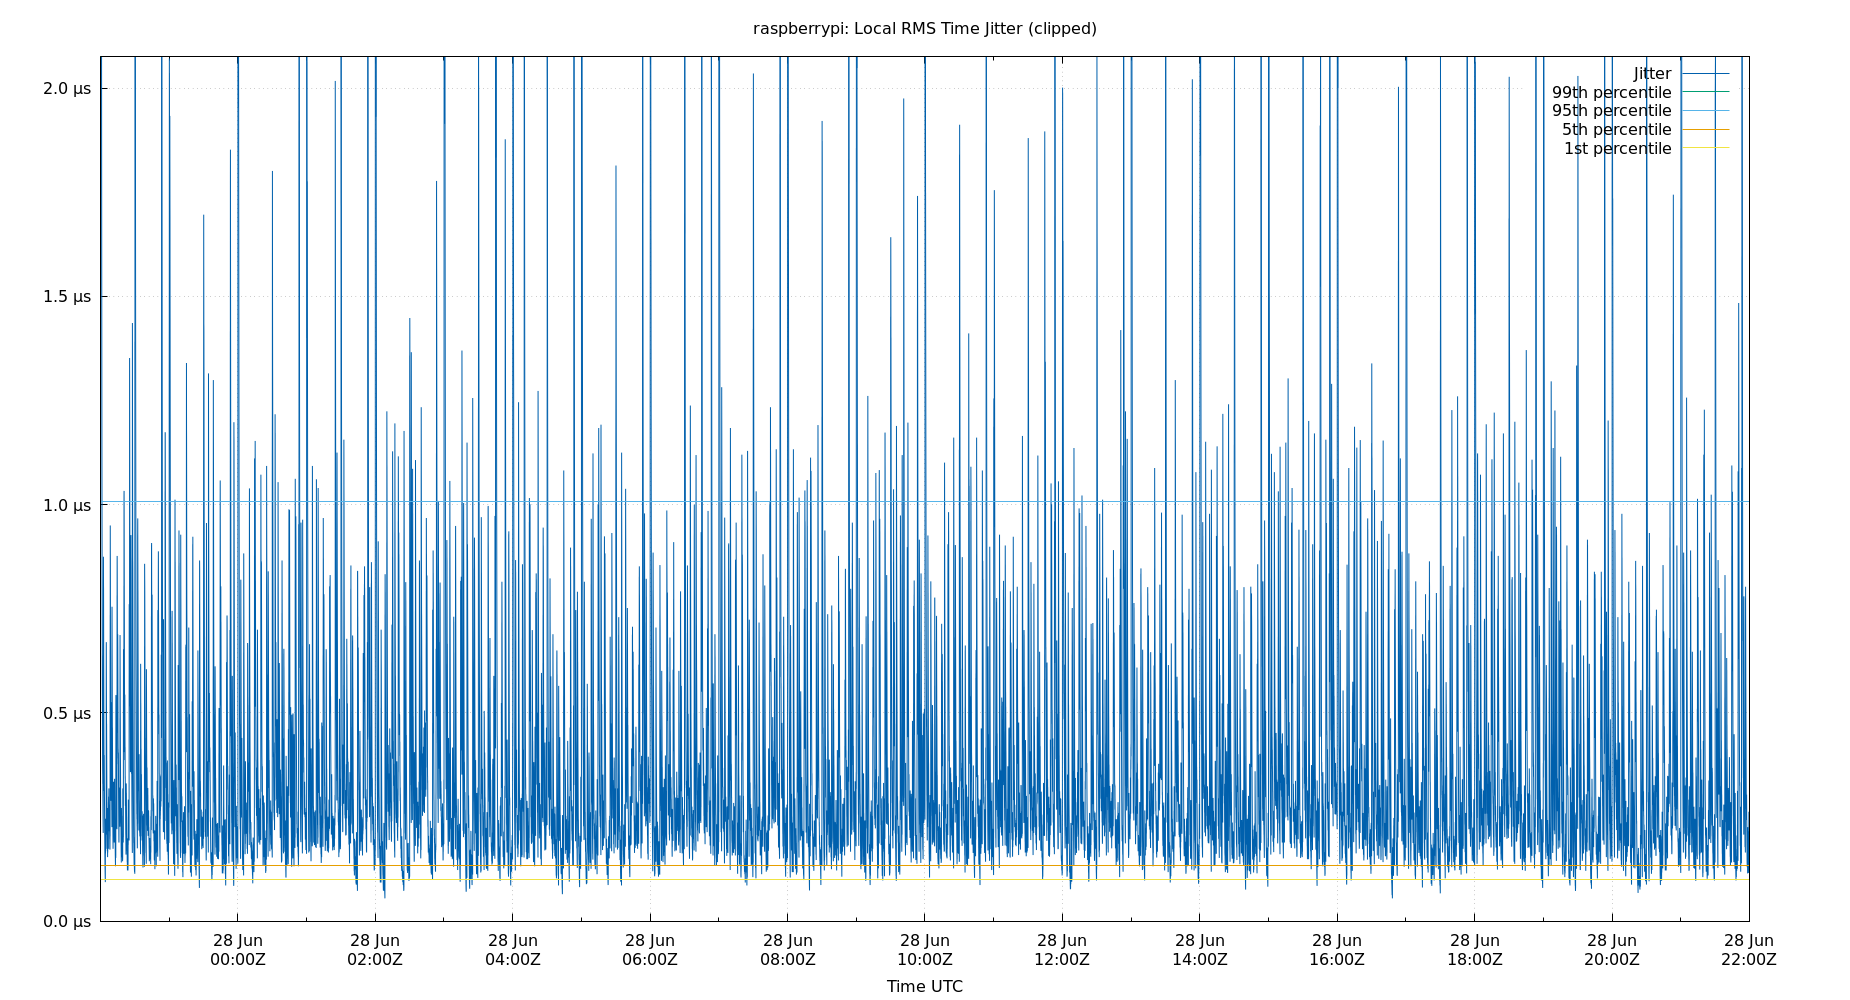 raspberrypi: Local RMS Time Jitter (clipped)
2.0 µs
1.5 µs
1.0 µs
0.5 µs
0.0 µs
Jitter
99th percentile
95th percentile
5th percentile
1st percentile
28 Jun 28 Jun 28 Jun 28 Jun 28 Jun 28 Jun 28 Jun 28 Jun 28 Jun 28 Jun 28 Jun 28 Jun
00:00Z 02:00Z 04:00Z 06:00Z 08:00Z 10:00Z 12:00Z 14:00Z 16:00Z 18:00Z 20:00Z 22:00Z
Time UTC